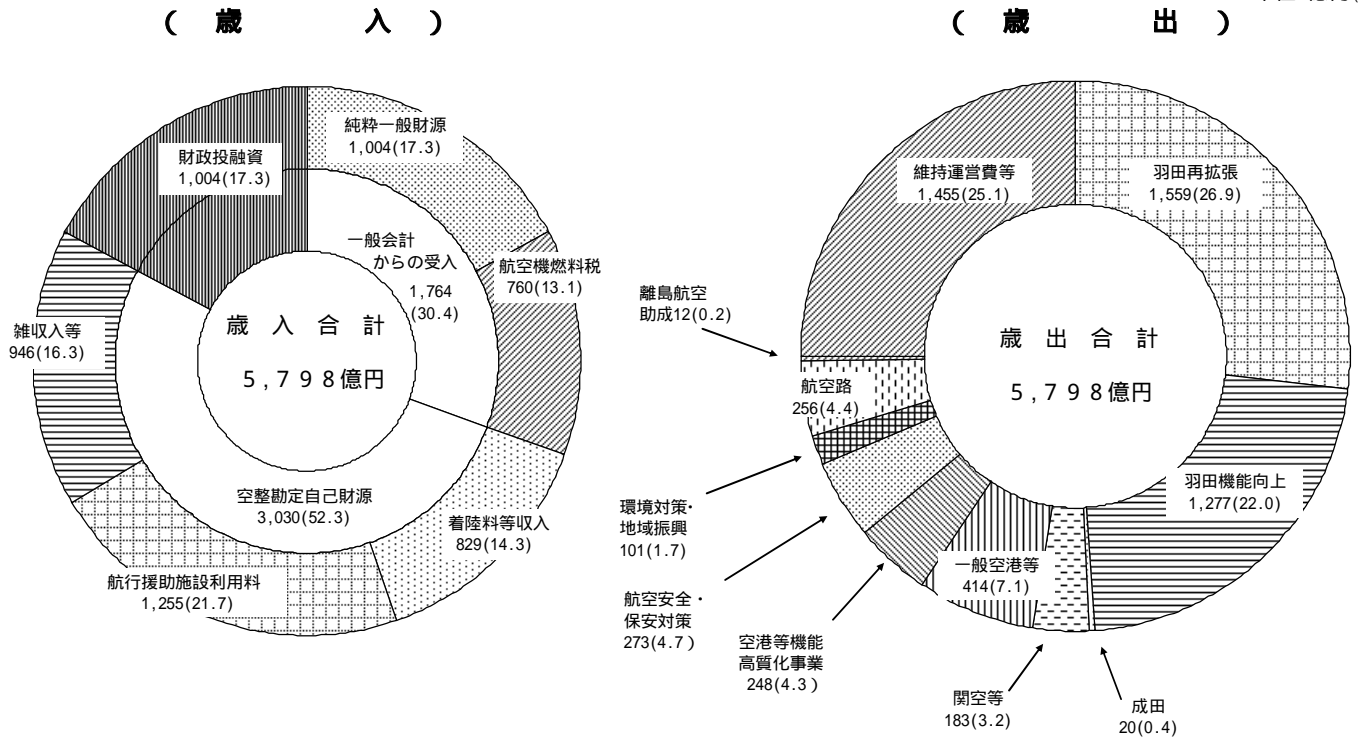 (歳入)
(歳出)
純粋一般財源
1,004(17.3)
財政投融資
1,004(17.3)
一般会計
からの受入
1,764
(30.4)
航空機燃料税
760(13.1)
雑収入等
946(16.3)
歳入合計
5,798億円
空整勘定自己財源
3,030(52.3)
着陸料等収入
829(14.3)
航行援助施設利用料
1,255(21.7)
維持運営費等
1,455(25.1)
羽田再拡張
1,559(26.9)
離島航空
助成12(0.2)
歳出合計
5,798億円
航空路
256(4.4)
羽田機能向上
1,277(22.0)
環境対策・
地域振興
101(1.7)
一般空港等
414(7.1)
航空安全・
保安対策
273(4.7)
空港等機能
高質化事業
248(4.3)
関空等
183(3.2)
成田
20(0.4)